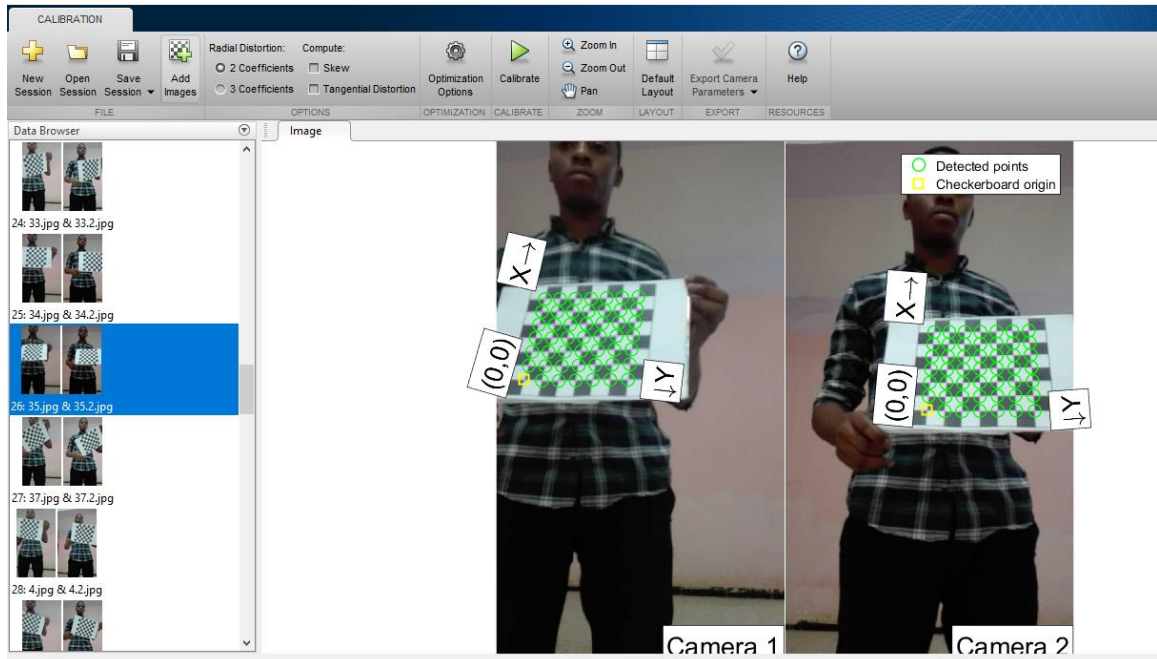 CALIBRATION
New Session
Open Session
Save Session
Add Images
Radial Distortion:
2 Coefficients
3 Coefficients
Compute:
Skew
Tangential Distortion
Optimization Options
Calibrate
Zoom In
Zoom Out
Pan
Default Layout
Export Camera Parameters
Help
FILE
OPTIONS
OPTIMIZATION
CALIBRATE
ZOOM
LAYOUT
EXPORT
RESOURCES
Data Browser
24: 33.jpg & 33.2.jpg
25: 34.jpg & 34.2.jpg
26: 35.jpg & 35.2.jpg
27: 37.jpg & 37.2.jpg
28: 4.jpg & 4.2.jpg
Image
Detected points
Checkerboard origin
X→
(0,0)
↓Y
Camera 1
X→
(0,0)
↓Y
Camera 2